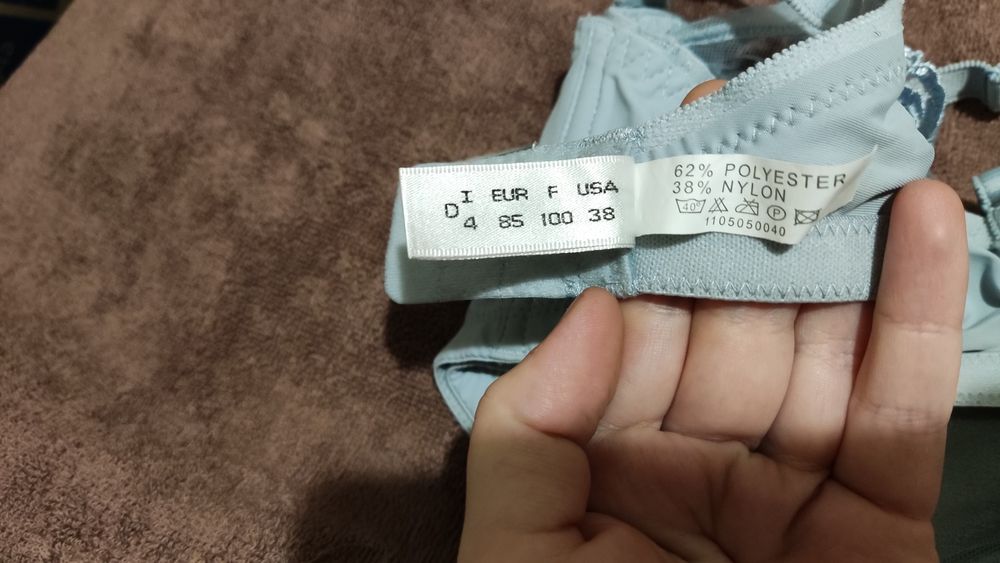 D I EUR F USA
4 85 100 38
62% POLYESTER
38% NYLON
40° P
1105050040